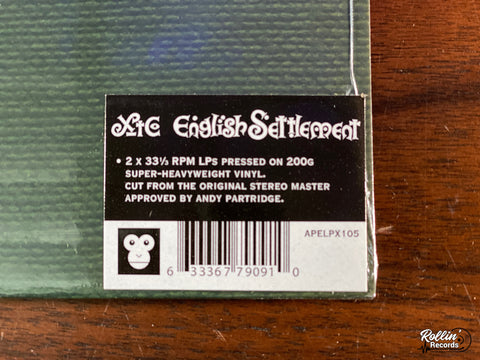 XTC English Settlement
• 2 x 33⅓ RPM LPs PRESSED ON 200G
SUPER-HEAVYWEIGHT VINYL.
CUT FROM THE ORIGINAL STEREO MASTER
APPROVED BY ANDY PARTRIDGE.
APELPX105
6 33367 79091 0
Rollin'
Records